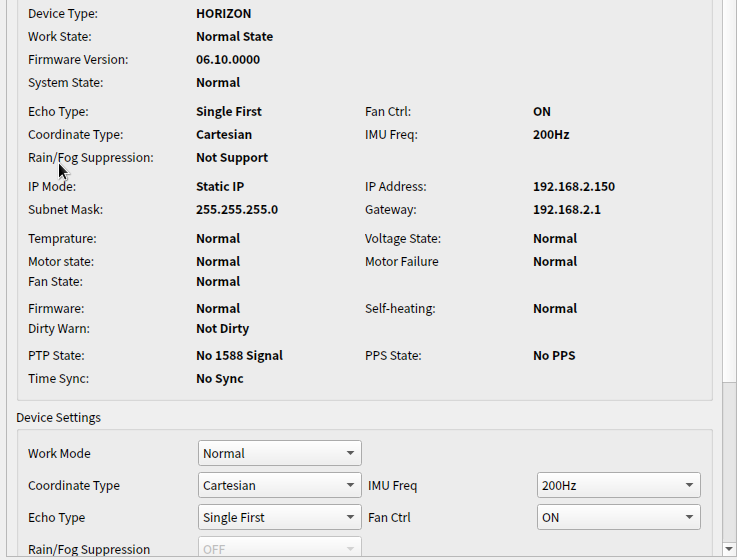 Device Type: HORIZON
Work State: Normal State
Firmware Version: 06.10.0000
System State: Normal
Echo Type: Single First Fan Ctrl: ON
Coordinate Type: Cartesian IMU Freq: 200Hz
Rain/Fog Suppression: Not Support
IP Mode: Static IP IP Address: 192.168.2.150
Subnet Mask: 255.255.255.0 Gateway: 192.168.2.1
Temprature: Normal Voltage State: Normal
Motor state: Normal Motor Failure Normal
Fan State: Normal
Firmware: Normal Self-heating: Normal
Dirty Warn: Not Dirty
PTP State: No 1588 Signal PPS State: No PPS
Time Sync: No Sync
Device Settings
Work Mode Normal
Coordinate Type Cartesian IMU Freq 200Hz
Echo Type Single First Fan Ctrl ON
Rain/Fog Suppression OFF